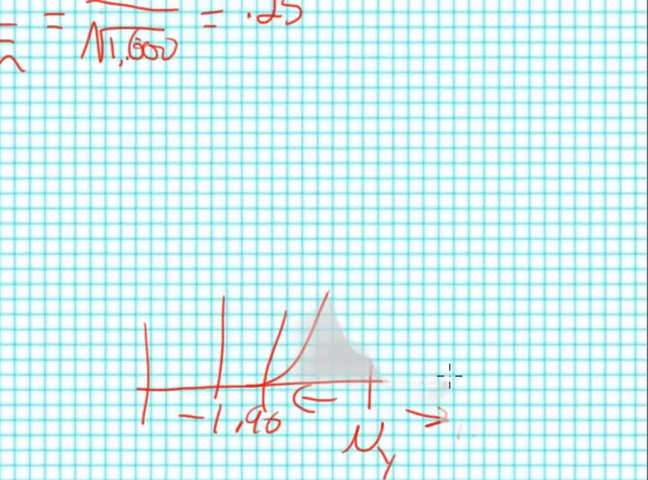 = √1,600 = .25
-1.96
μy